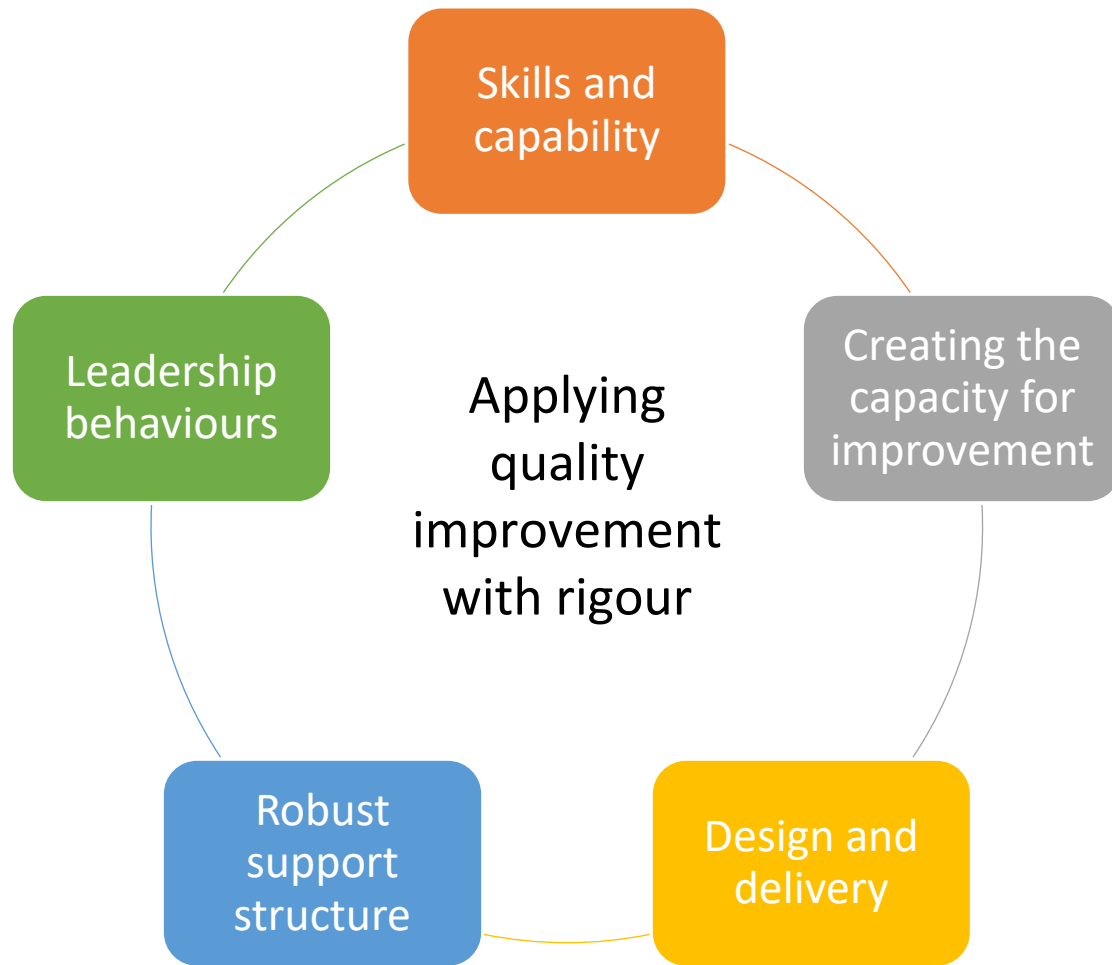 Skills and
capability
Creating the
capacity for
improvement
Design and
delivery
Robust
support
structure
Leadership
behaviours
Applying
quality
improvement
with rigour